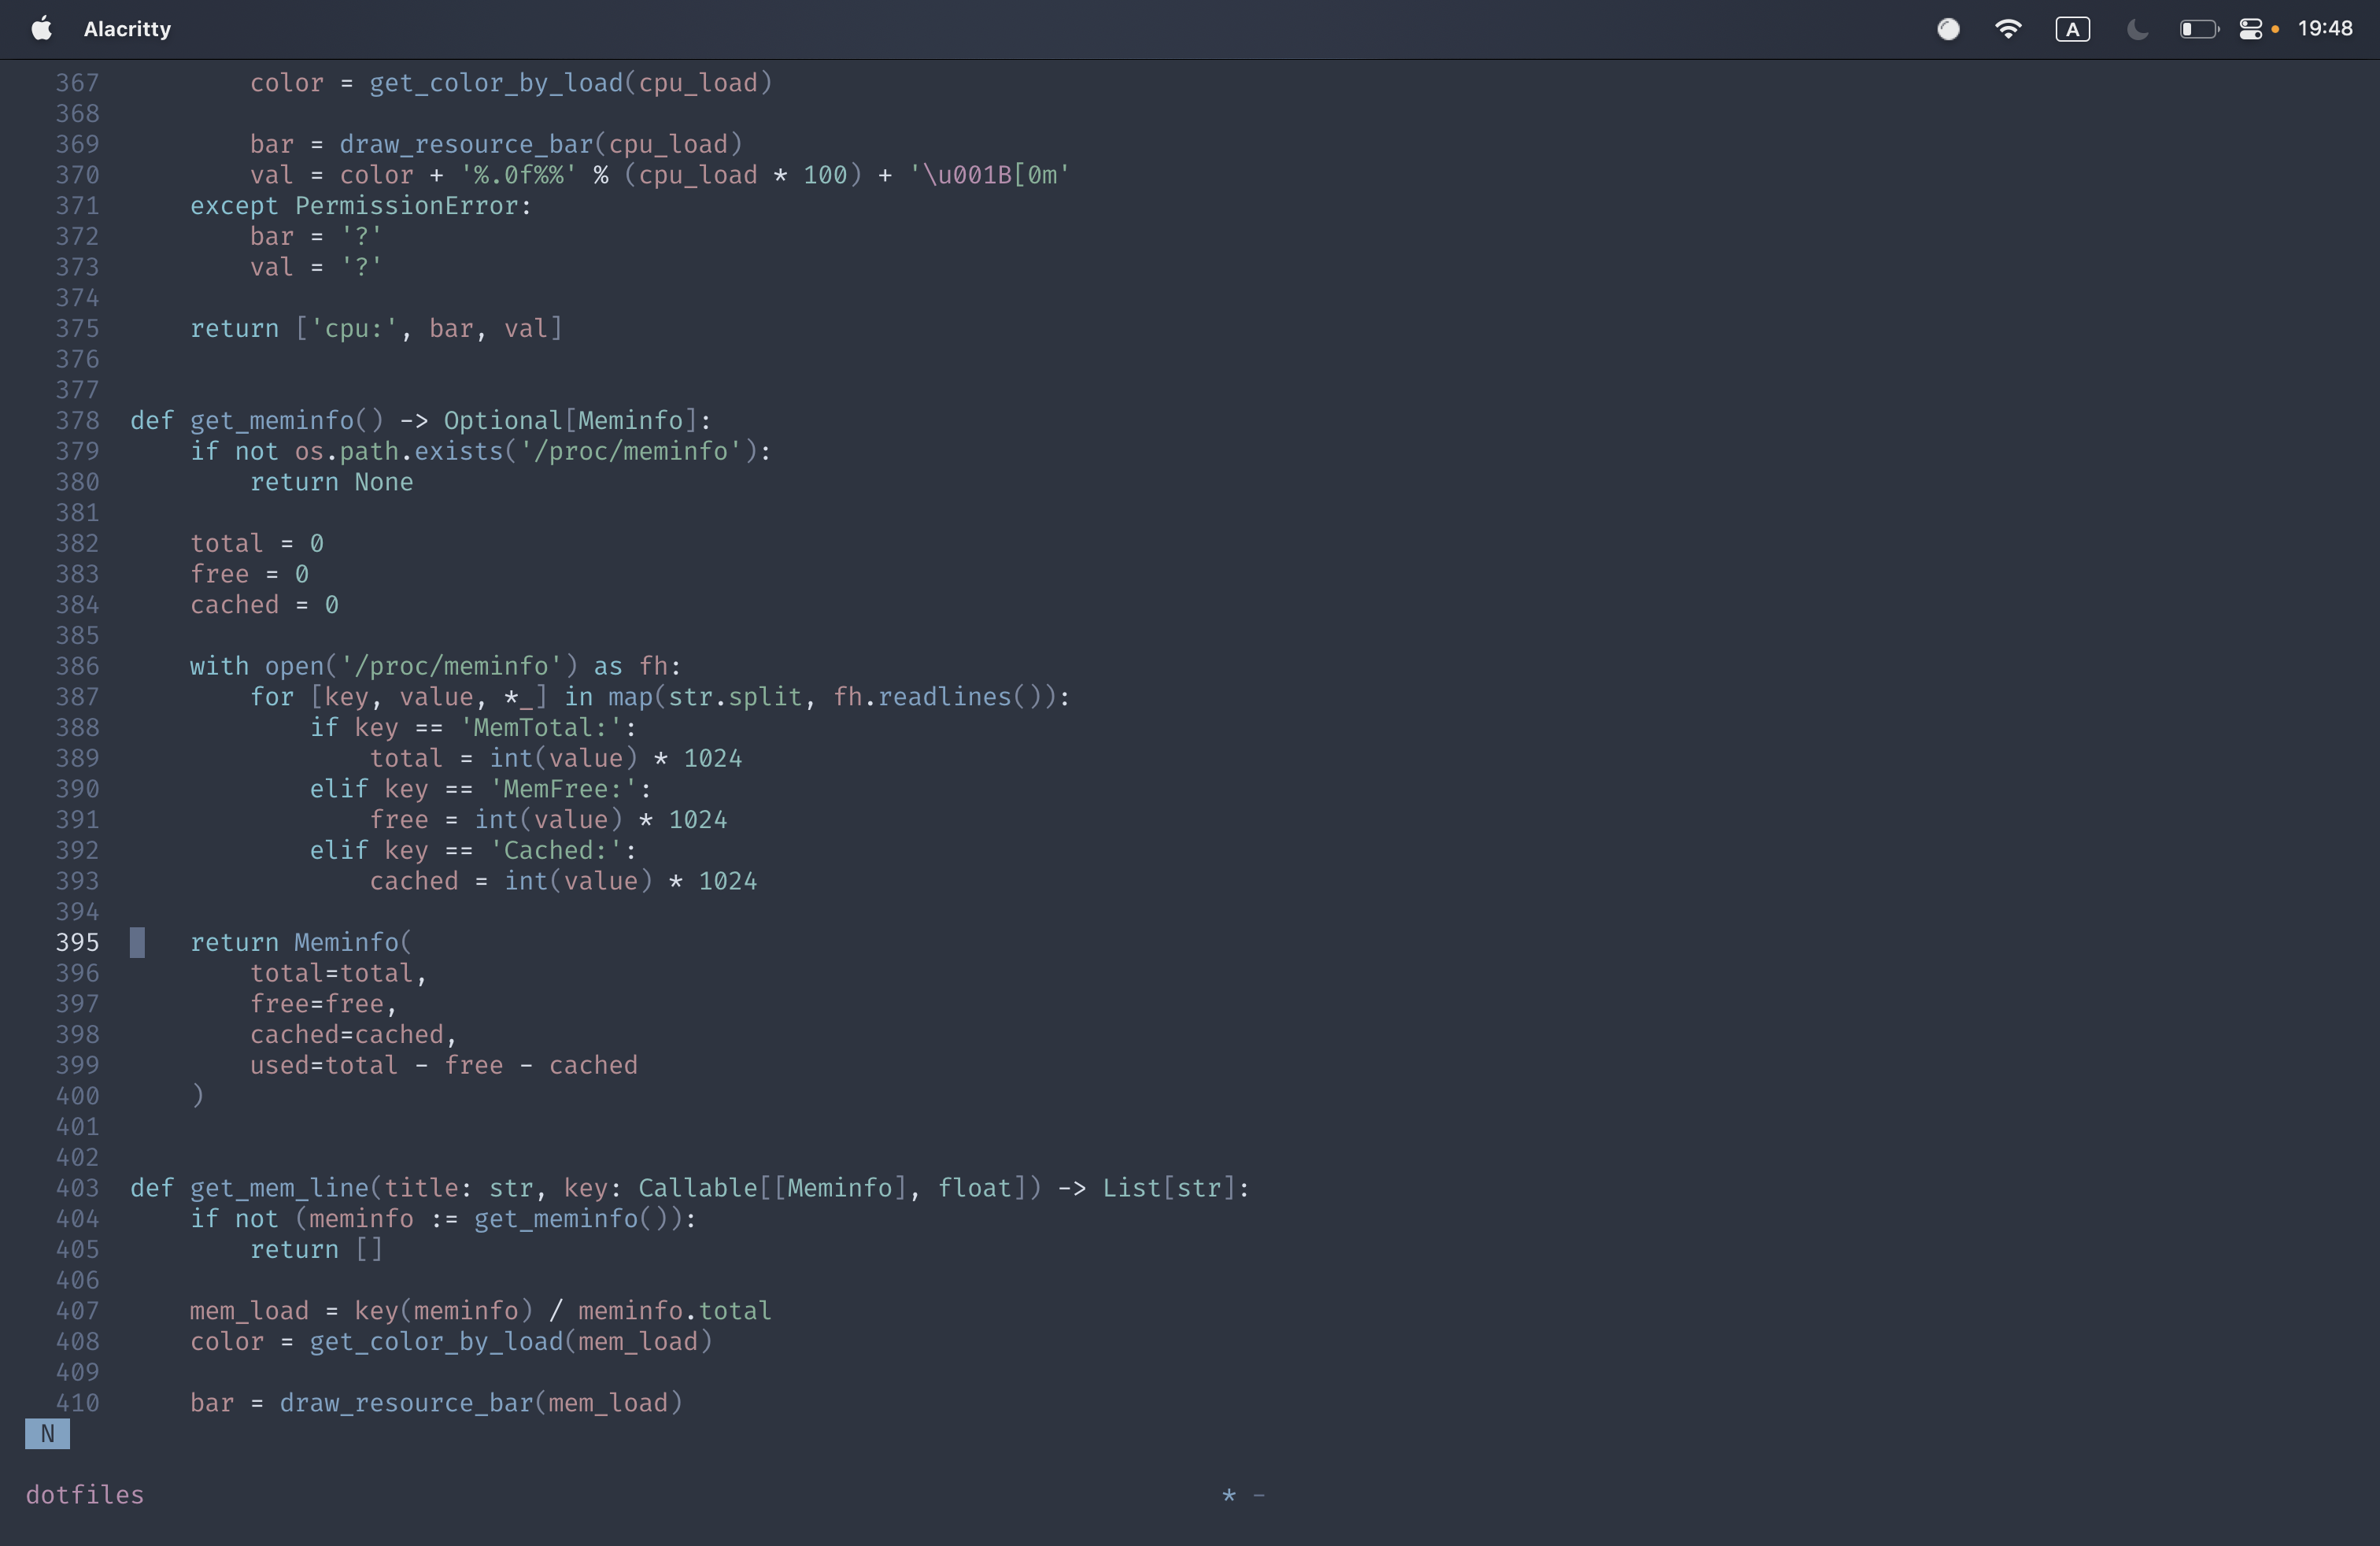 Alacritty A 19:48
367 color = get_color_by_load(cpu_load)
368
369 bar = draw_resource_bar(cpu_load)
370 val = color + '%.0f%%' % (cpu_load * 100) + '\u001B[0m'
371 except PermissionError:
372 bar = '?'
373 val = '?'
374
375 return ['cpu:', bar, val]
376
377
378 def get_meminfo() -> Optional[Meminfo]:
379 if not os.path.exists('/proc/meminfo'):
380 return None
381
382 total = 0
383 free = 0
384 cached = 0
385
386 with open('/proc/meminfo') as fh:
387 for [key, value, *_] in map(str.split, fh.readlines()):
388 if key == 'MemTotal:':
389 total = int(value) * 1024
390 elif key == 'MemFree:':
391 free = int(value) * 1024
392 elif key == 'Cached:':
393 cached = int(value) * 1024
394
395 return Meminfo(
396 total=total,
397 free=free,
398 cached=cached,
399 used=total - free - cached
400 )
401
402
403 def get_mem_line(title: str, key: Callable[[Meminfo], float]) -> List[str]:
404 if not (meminfo := get_meminfo()):
405 return []
406
407 mem_load = key(meminfo) / meminfo.total
408 color = get_color_by_load(mem_load)
409
410 bar = draw_resource_bar(mem_load)
N
dotfiles * -